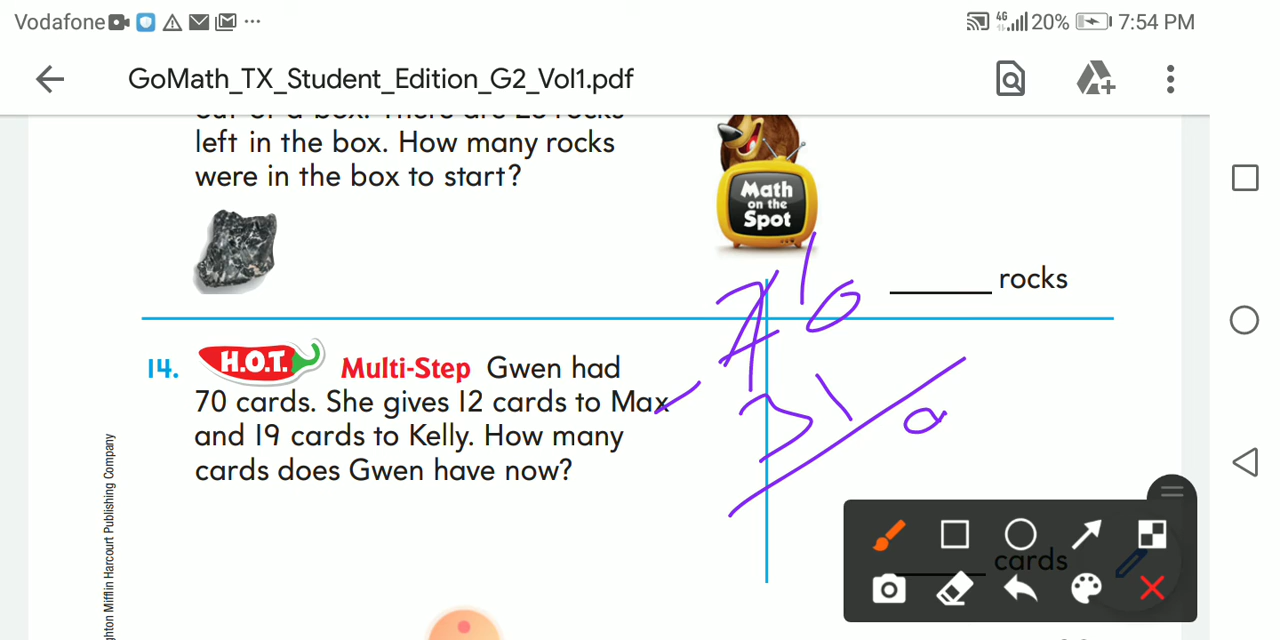 Vodafone 4G 20% 7:54 PM
GoMath_TX_Student_Edition_G2_Vol1.pdf
left in the box. How many rocks
were in the box to start?
Math
on the
Spot
rocks
14. H.O.T. Multi-Step Gwen had
70 cards. She gives 12 cards to Max
and 19 cards to Kelly. How many
cards does Gwen have now?
cards
Mifflin Harcourt Publishing Company